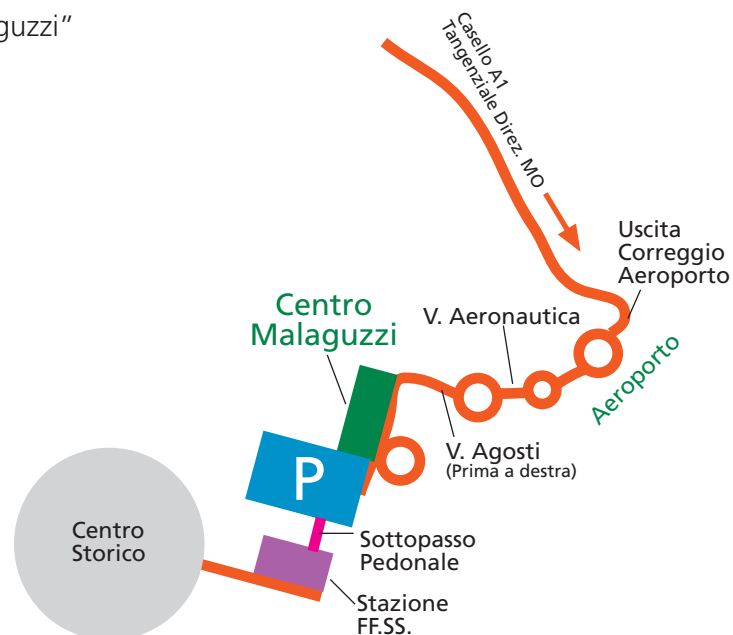 guzzi”
Casello A1
Tangenziale Direz. MO
Uscita
Correggio
Aeroporto
Centro
Malaguzzi
V. Aeronautica
Aeroporto
V. Agosti
(Prima a destra)
P
Centro
Storico
Sottopasso
Pedonale
Stazione
FF.SS.